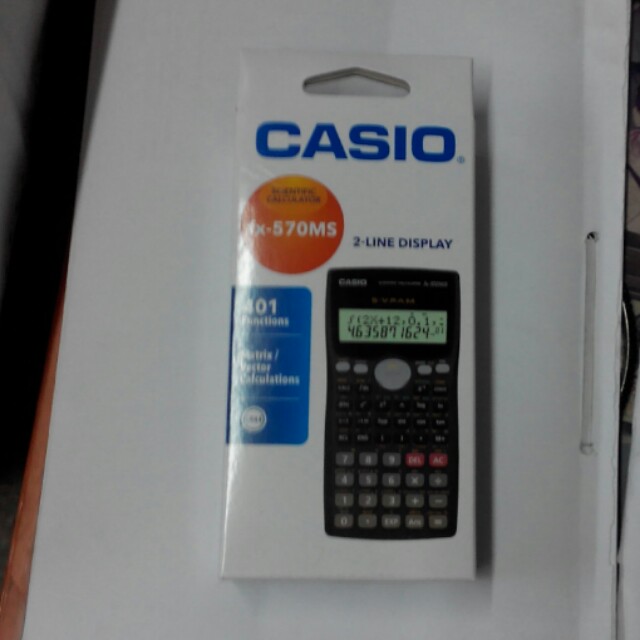 CASIO
SCIENTIFIC
CALCULATOR
fx-570MS
2-LINE DISPLAY
401
Functions
Matrix /
Vector
Calculations
CASIO
S-V.P.A.M.
7 8 9 DEL AC
4 5 6 × ÷
1 2 3 + −
0 . EXP Ans =